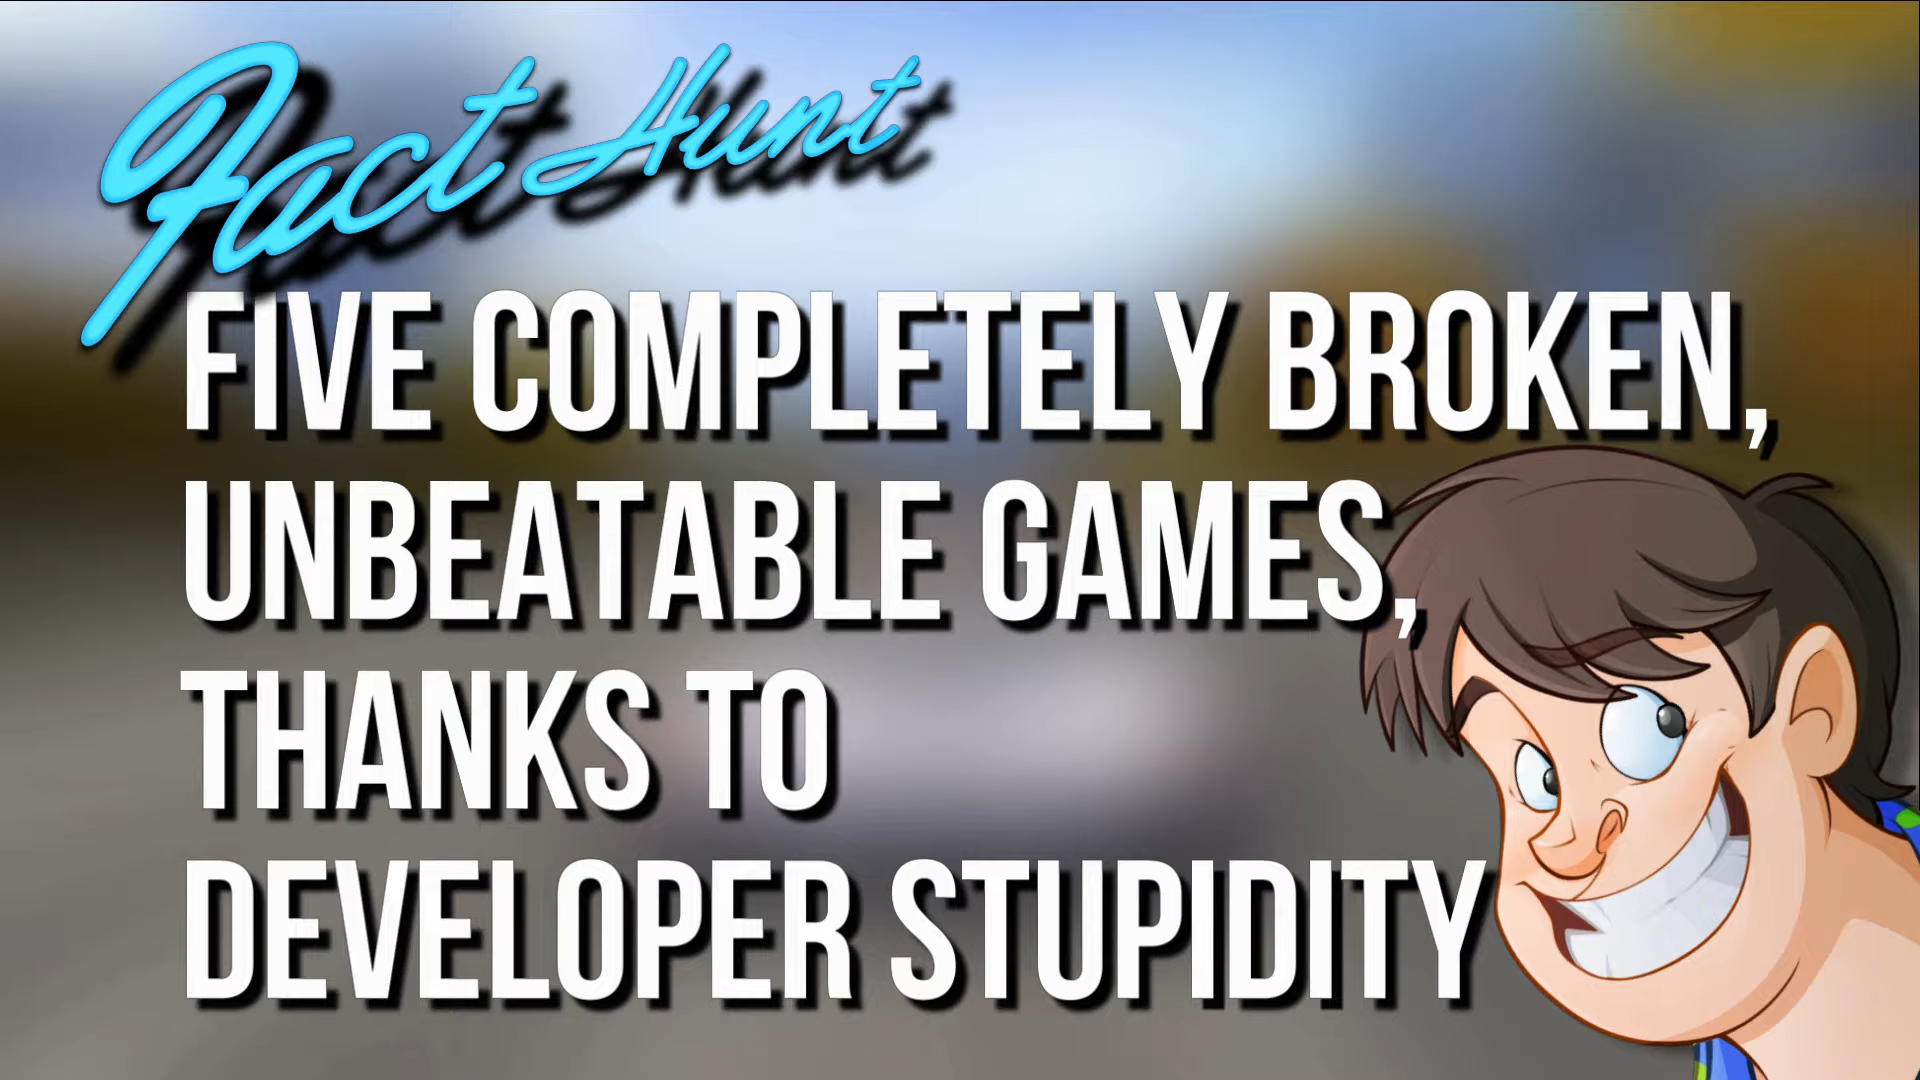 Fact Hunt
FIVE COMPLETELY BROKEN,
UNBEATABLE GAMES,
THANKS TO
DEVELOPER STUPIDITY